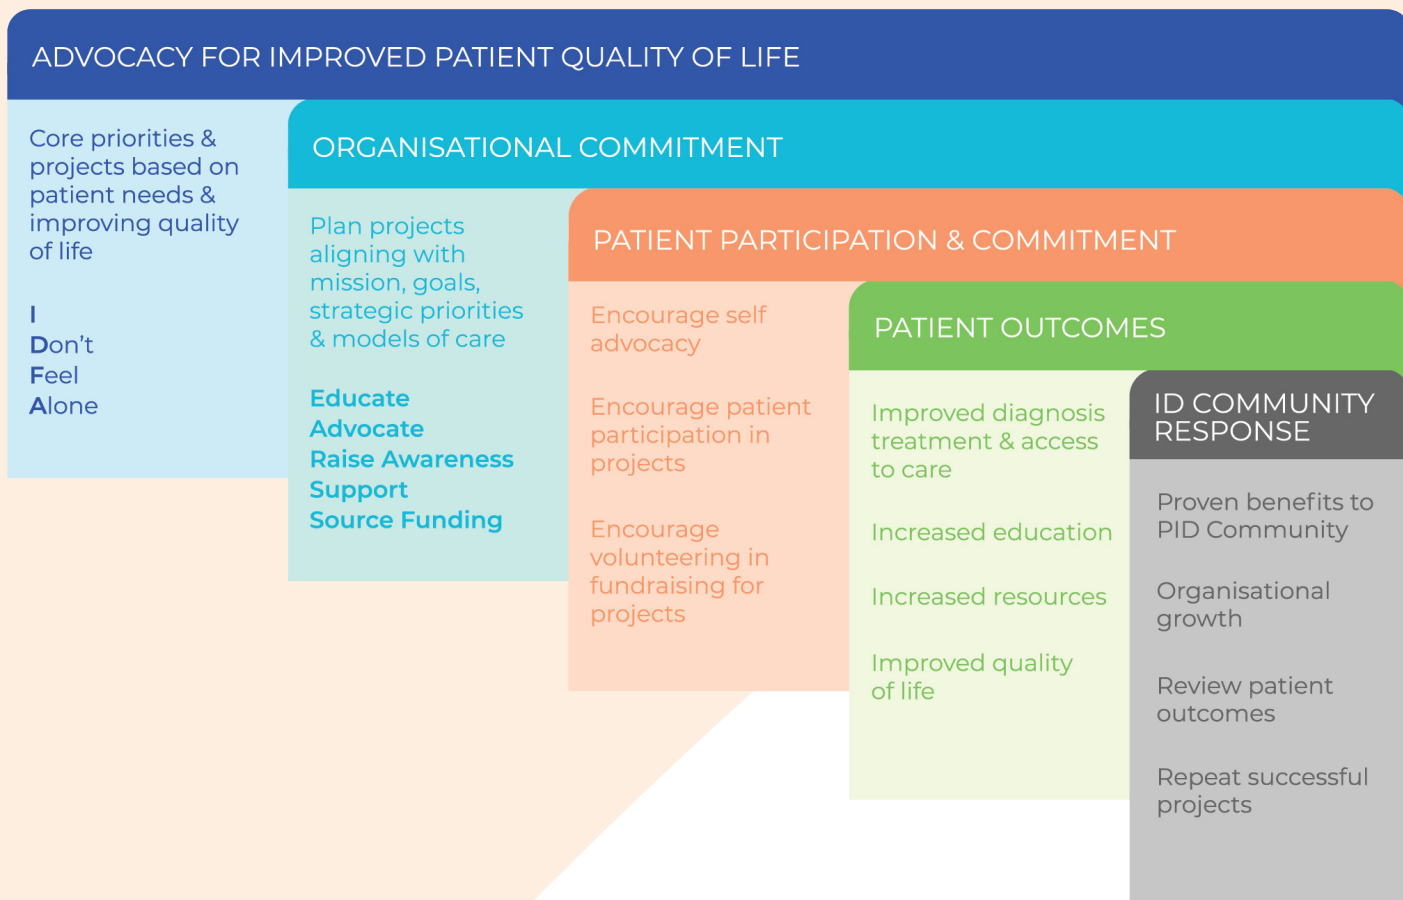 ADVOCACY FOR IMPROVED PATIENT QUALITY OF LIFE
Core priorities &
projects based on
patient needs &
improving quality
of life
I
Don’t
Feel
Alone
ORGANISATIONAL COMMITMENT
Plan projects
aligning with
mission, goals,
strategic priorities
& models of care
Educate
Advocate
Raise Awareness
Support
Source Funding
PATIENT PARTICIPATION & COMMITMENT
Encourage self
advocacy
Encourage patient
participation in
projects
Encourage
volunteering in
fundraising for
projects
PATIENT OUTCOMES
Improved diagnosis
treatment & access
to care
Increased education
Increased resources
Improved quality
of life
ID COMMUNITY
RESPONSE
Proven benefits to
PID Community
Organisational
growth
Review patient
outcomes
Repeat successful
projects